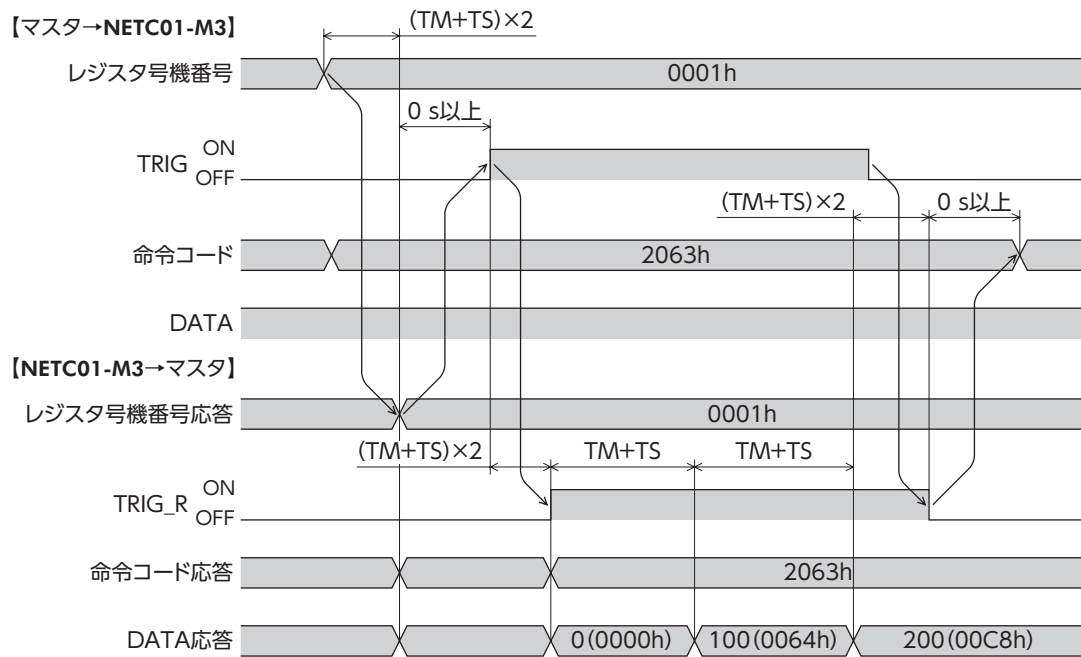 【マスタ→NETC01-M3】
(TM+TS)×2
レジスタ号機番号
0001h
0 s以上
TRIG
ON
OFF
(TM+TS)×2
0 s以上
命令コード
2063h
DATA
【NETC01-M3→マスタ】
レジスタ号機番号応答
0001h
(TM+TS)×2
TM+TS
TM+TS
TRIG_R
ON
OFF
命令コード応答
2063h
DATA応答
0(0000h)
100(0064h)
200(00C8h)